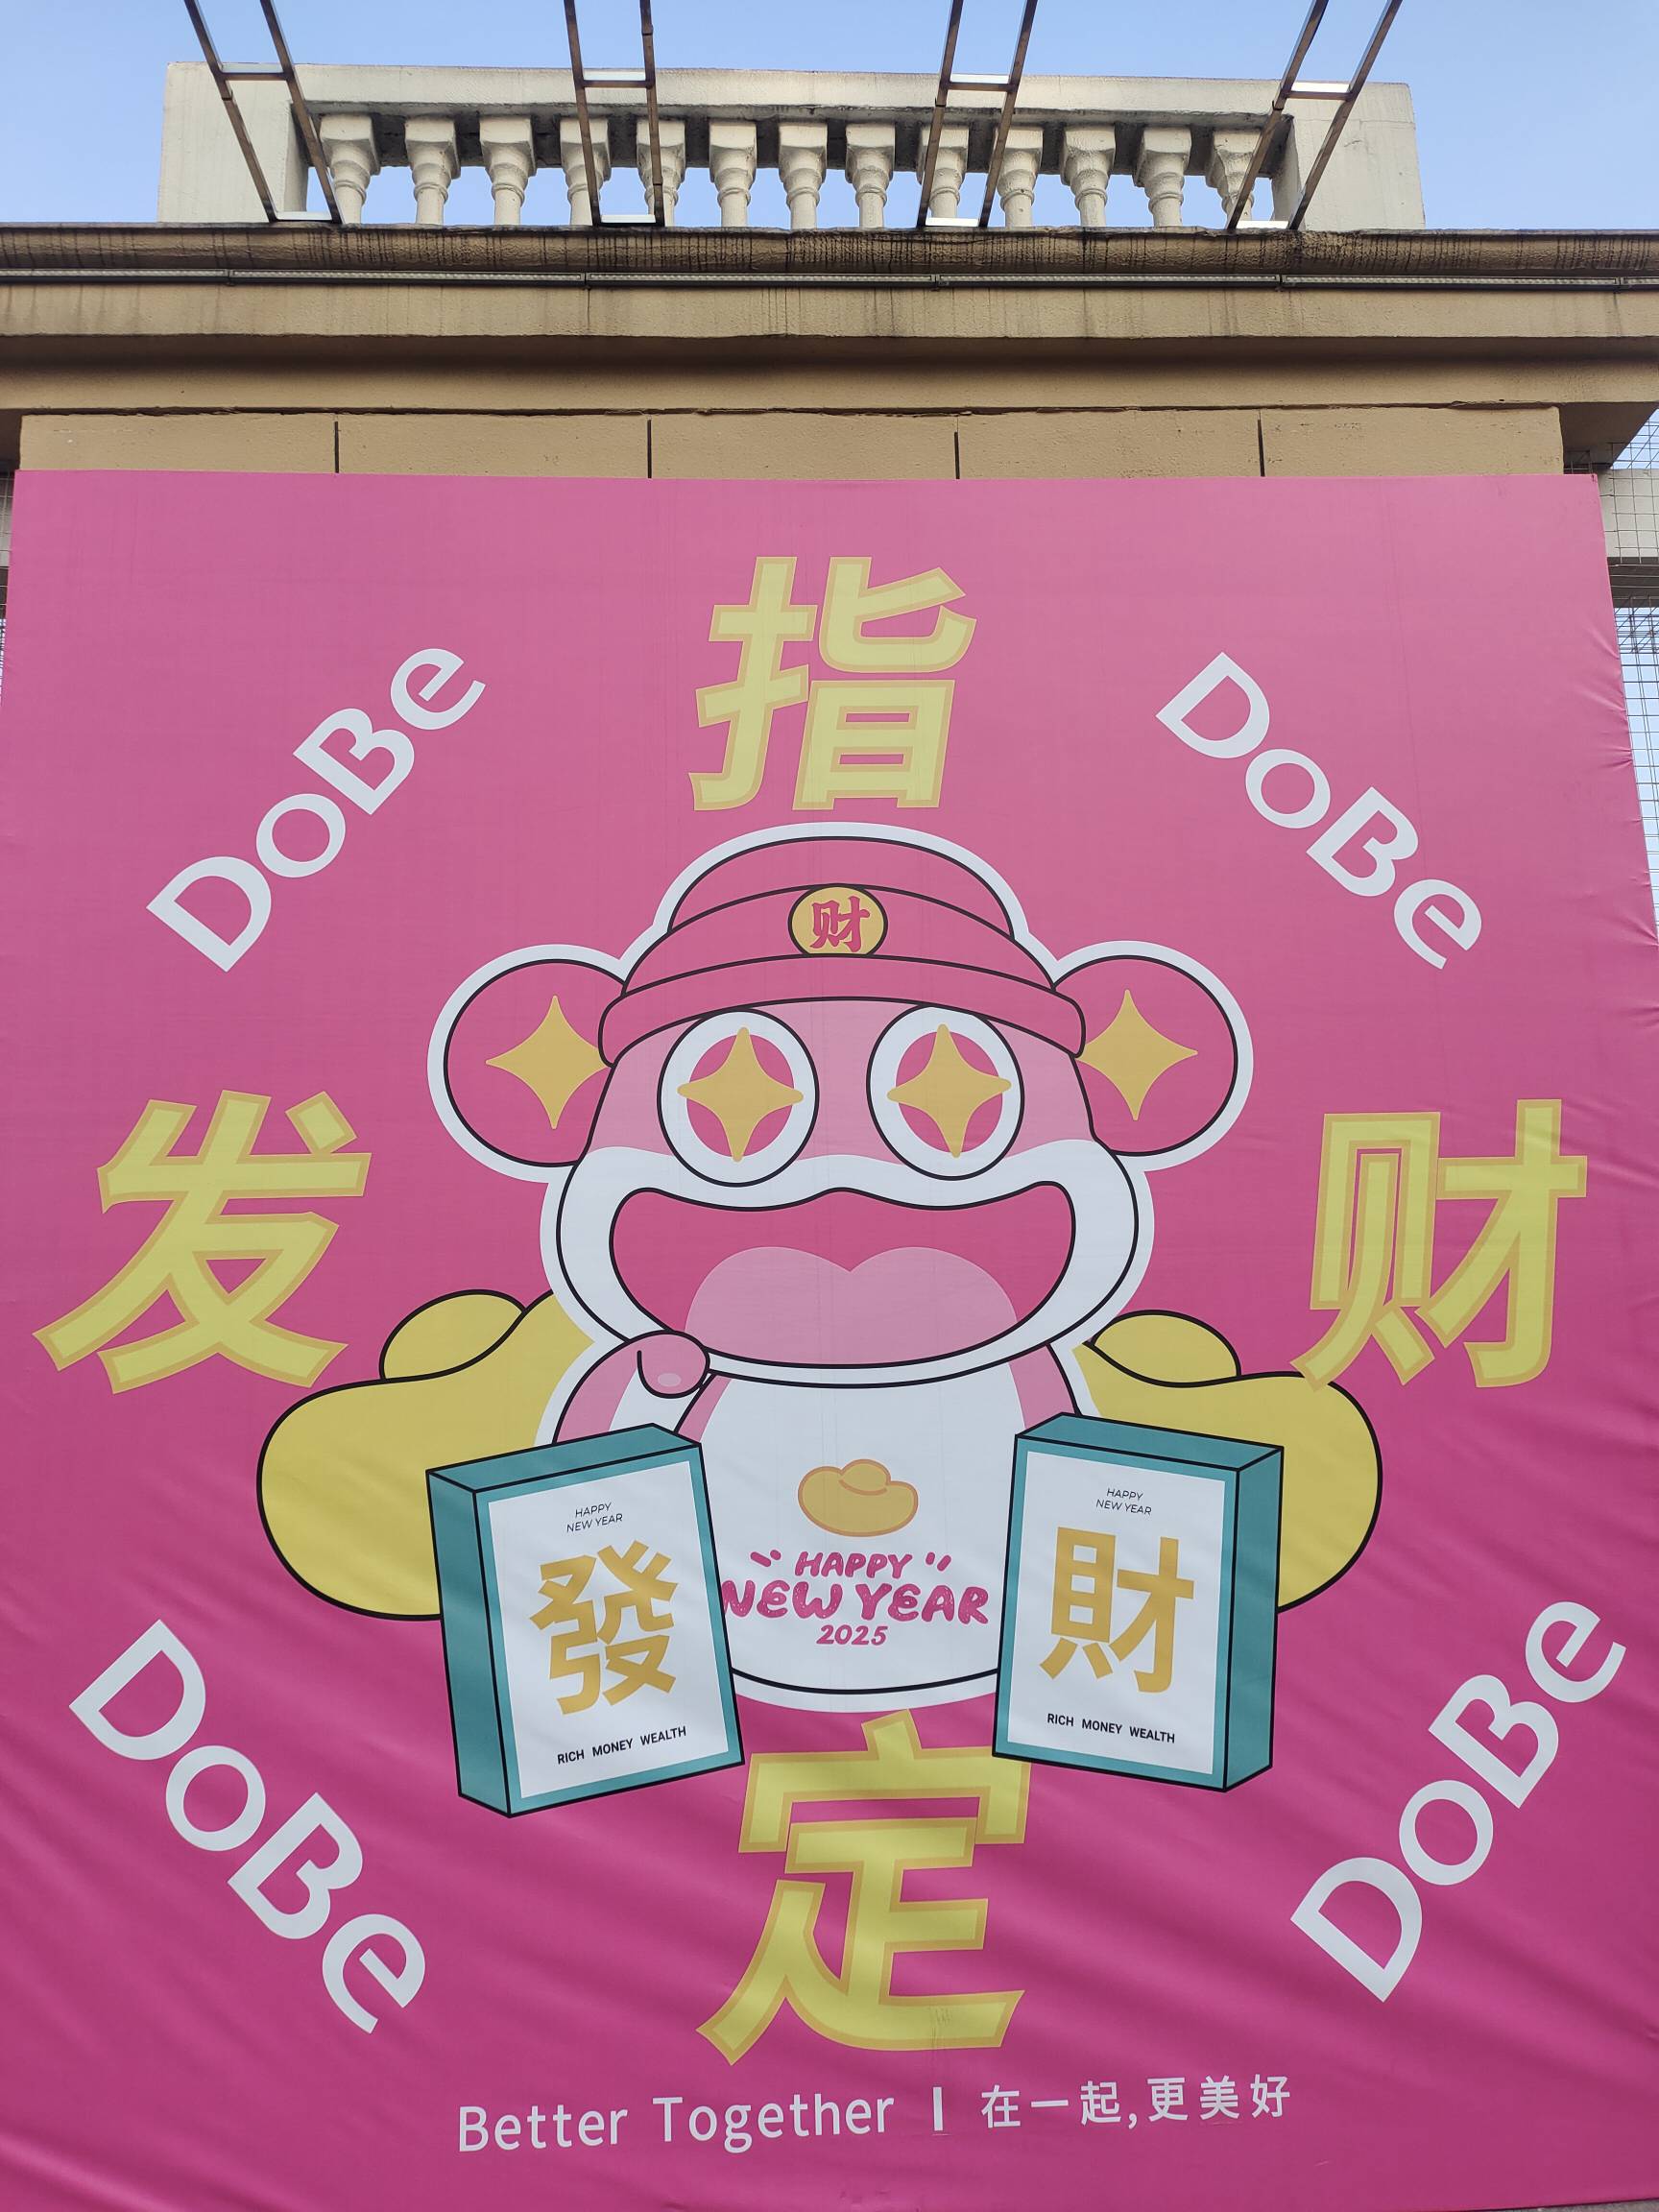 指
DoBe
DoBe
财
发
财
HAPPY
NEW YEAR
發
RICH MONEY WEALTH
HAPPY
NEW YEAR
2025
HAPPY
NEW YEAR
財
RICH MONEY WEALTH
DoBe
DoBe
定
Better Together | 在一起,更美好